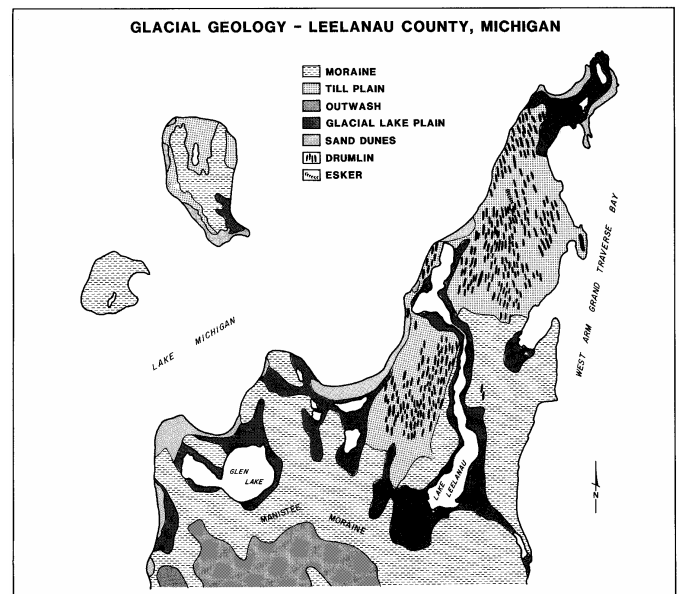 GLACIAL GEOLOGY - LEELANAU COUNTY, MICHIGAN
MORAINE
TILL PLAIN
OUTWASH
GLACIAL LAKE PLAIN
SAND DUNES
DRUMLIN
ESKER
WEST ARM GRAND TRAVERSE BAY
LAKE MICHIGAN
GLEN
LAKE
LAKE
LEELANAU
MANISTEE MORAINE
N